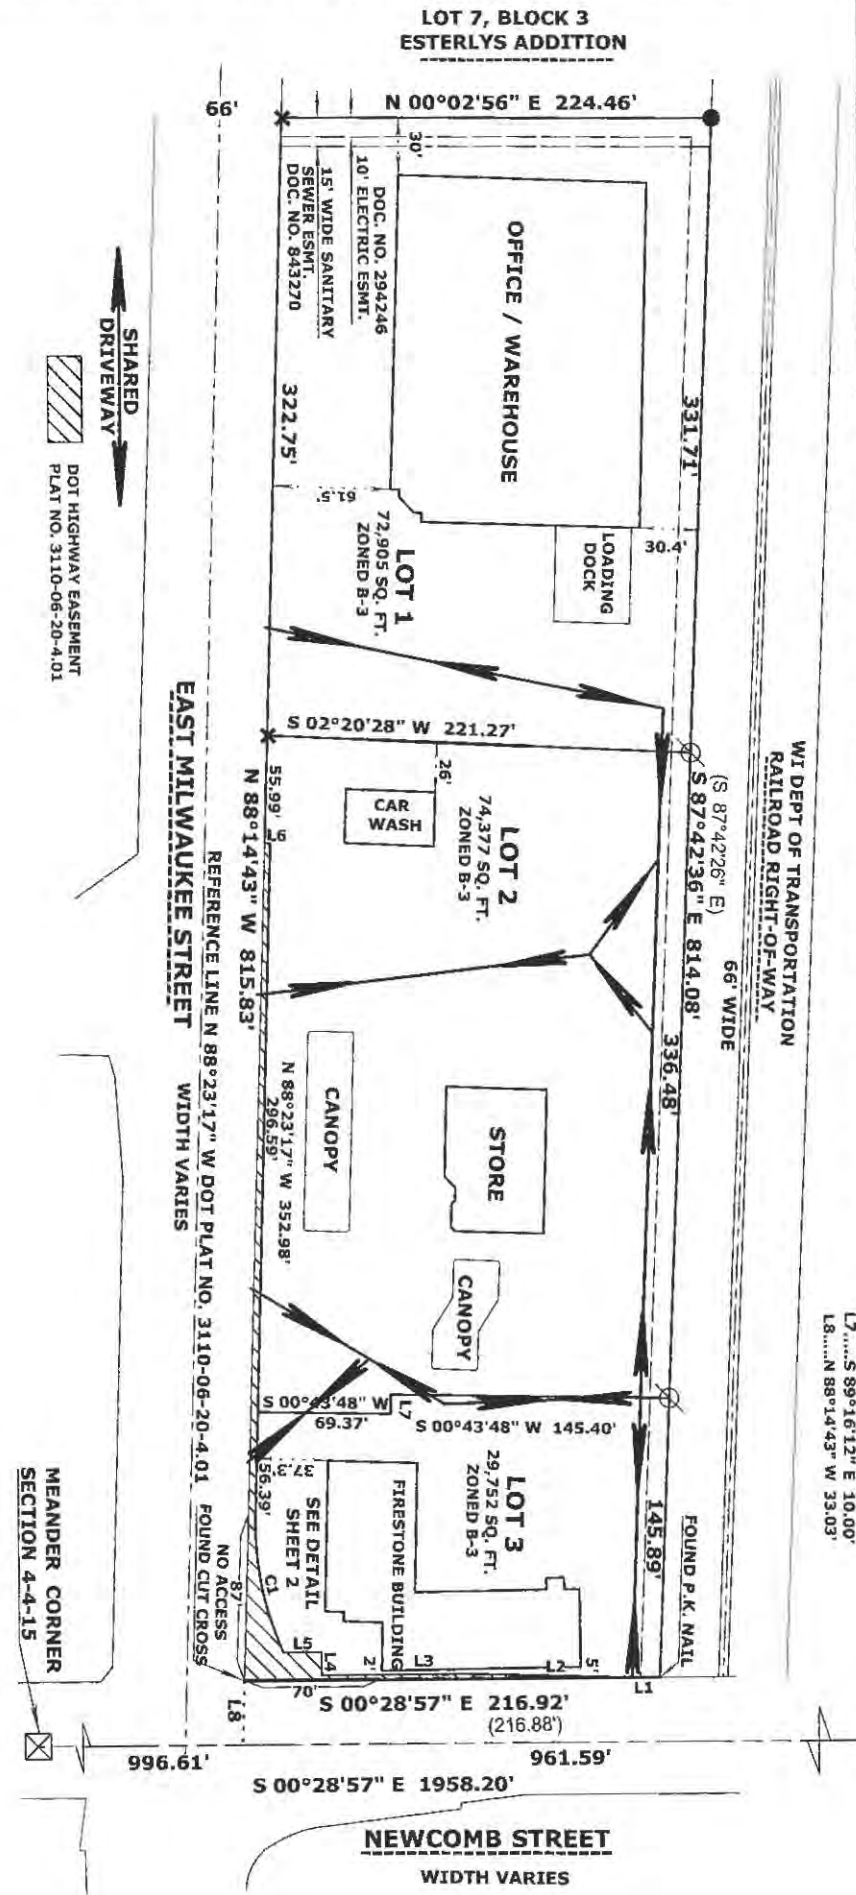 LOT 7, BLOCK 3
ESTERLYS ADDITION
66'
N 00°02'56" E 224.46'
30'
DOC. NO. 294246
10' ELECTRIC ESMT.
15' WIDE SANITARY
SEWER ESMT.
DOC. NO. 843270
OFFICE / WAREHOUSE
331.71'
322.75'
61.5'
SHARED
DRIVEWAY
DOT HIGHWAY EASEMENT
PLAT NO. 3110-06-20-4.01
LOT 1
72,905 SQ. FT.
ZONED B-3
LOADING
DOCK
30.4'
S 02°20'28" W 221.27'
WI DEPT OF TRANSPORTATION
RAILROAD RIGHT-OF-WAY
66' WIDE
(S 87°42'26" E)
S 87°42'36" E 814.08'
336.48'
EAST MILWAUKEE STREET
WIDTH VARIES
REFERENCE LINE N 88°23'17" W DOT PLAT NO. 3110-06-20-4.01
N 88°14'43" W 815.83'
55.99'
L6
26'
CAR
WASH
LOT 2
74,377 SQ. FT.
ZONED B-3
N 88°23'17" W 352.98'
296.59'
CANOPY
STORE
CANOPY
L7.....S 89°16'12" E 10.00'
L8.....N 88°14'43" W 33.03'
S 00°43'48" W
69.37'
L7
S 00°43'48" W 145.40'
37.3'
56.39'
LOT 3
29,752 SQ. FT.
ZONED B-3
FIRESTONE BUILDING
SEE DETAIL
SHEET 2
145.89'
FOUND P.K. NAIL
MEANDER CORNER
SECTION 4-4-15
FOUND CUT CROSS
NO ACCESS
87'
C1
L5
L4
2'
L3
L2
5'
L1
70'
L8
S 00°28'57" E 216.92'
(216.88')
996.61'
961.59'
S 00°28'57" E 1958.20'
NEWCOMB STREET
WIDTH VARIES